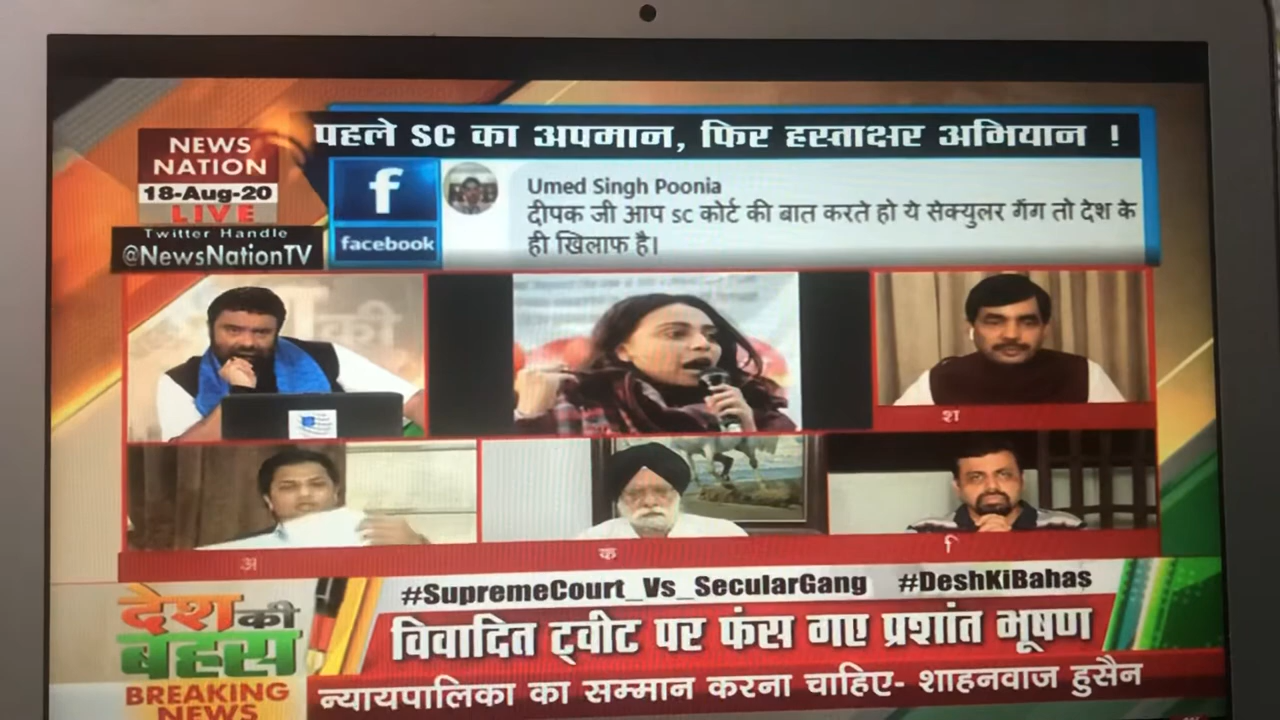 पहले SC का अपमान, फिर हस्ताक्षर अभियान !
NEWS
NATION
18-Aug-20
LIVE
Twitter Handle
@NewsNationTV
f
facebook
Umed Singh Poonia
दीपक जी आप sc कोर्ट की बात करते हो ये सेक्युलर गैंग तो देश के
ही खिलाफ है।
की
श
अ
क
#SupremeCourt_Vs_SecularGang #DeshKiBahas
देश की
बहस
विवादित ट्वीट पर फंस गए प्रशांत भूषण
BREAKING
NEWS
न्यायपालिका का सम्मान करना चाहिए- शाहनवाज हुसैन